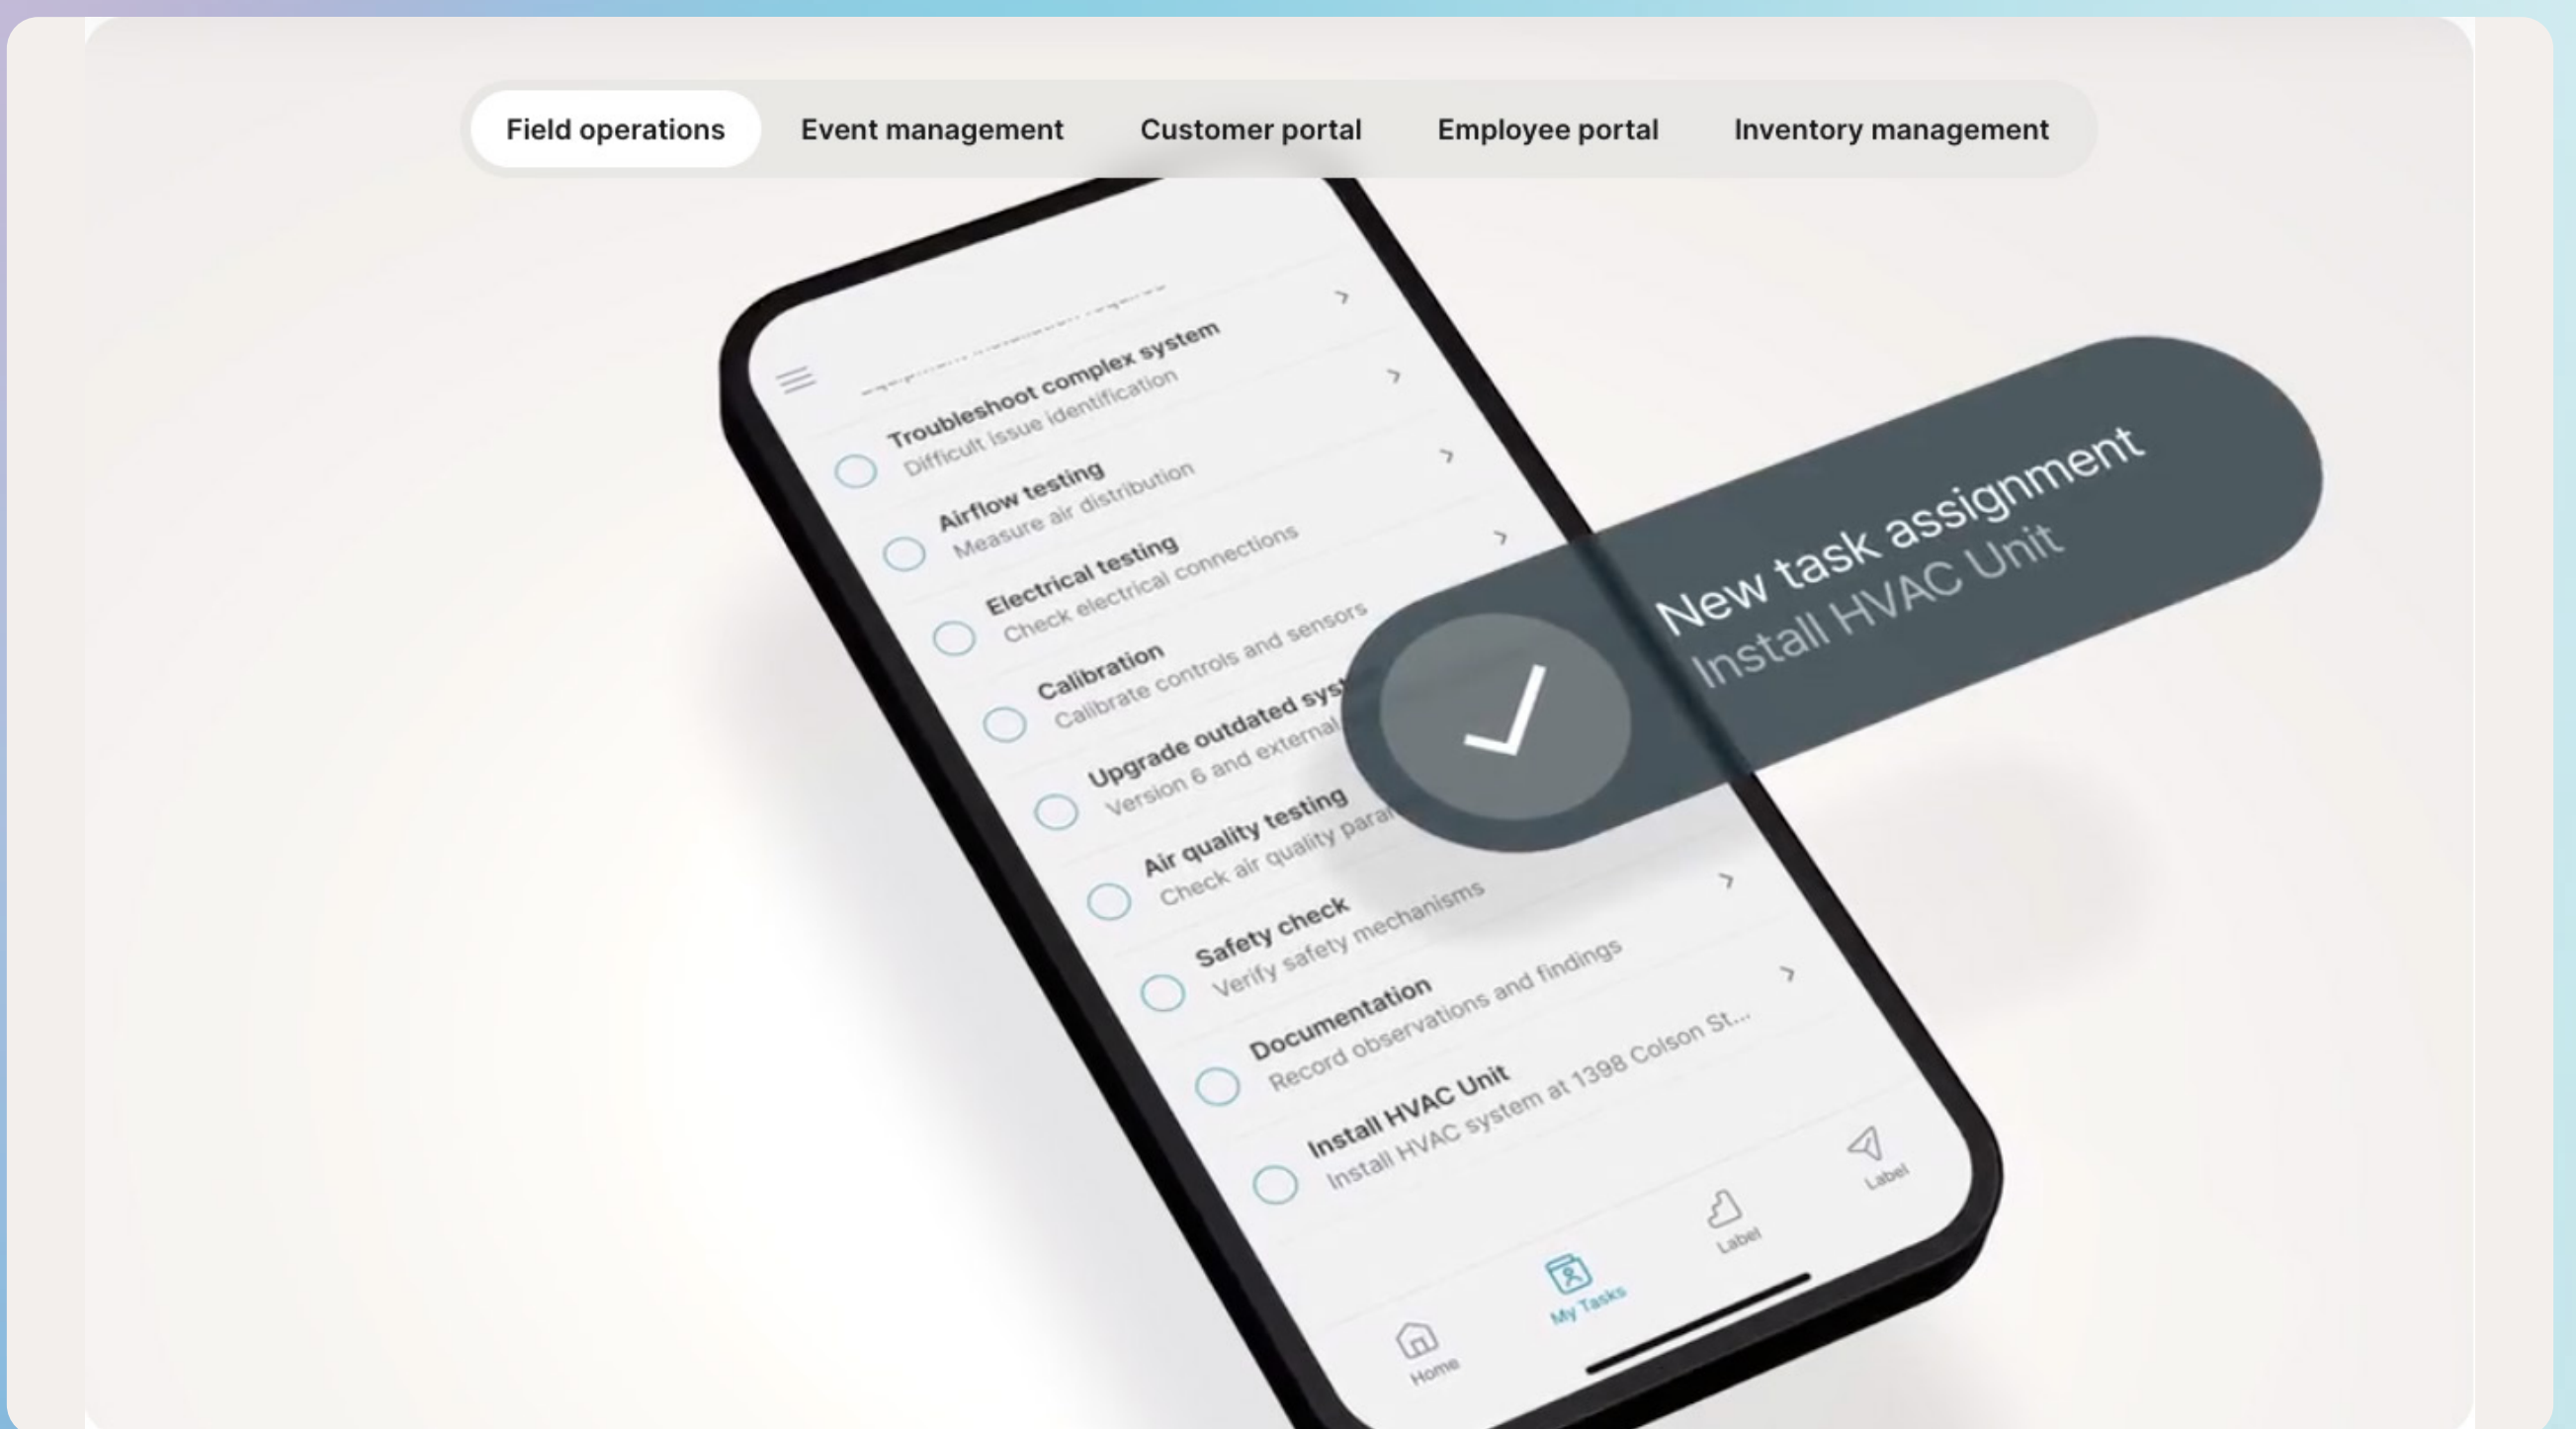 Field operations
Event management
Customer portal
Employee portal
Inventory management
Troubleshoot complex system
Difficult issue identification
Airflow testing
Measure air distribution
Electrical testing
Check electrical connections
Calibration
Calibrate controls and sensors
Upgrade outdated
Version 6 and external
Air quality testing
Check air quality
Safety check
Verify safety mechanisms
Documentation
Record observations and findings
Install HVAC Unit
Install HVAC system at 1398 Colson St...
New task assignment
Install HVAC Unit
Home
My Tasks
Label
Label